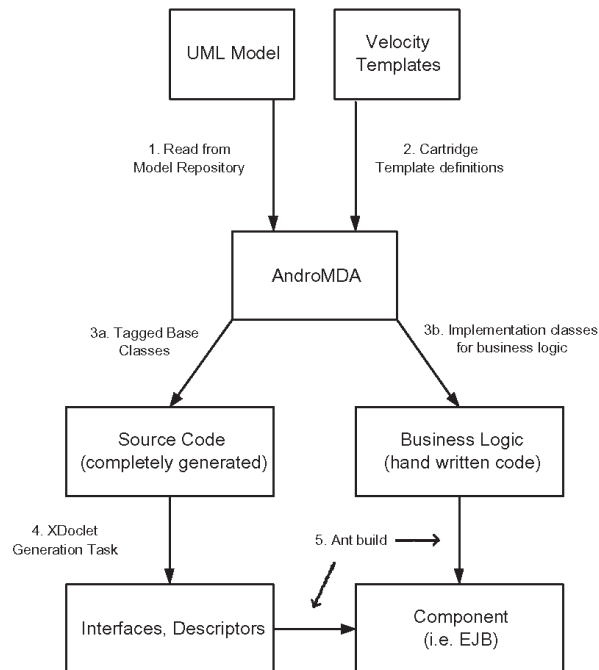 UML Model
Velocity
Templates
1. Read from
Model Repository
2. Cartridge
Template definitions
AndroMDA
3a. Tagged Base
Classes
3b. Implementation classes
for business logic
Source Code
(completely generated)
Business Logic
(hand written code)
4. XDoclet
Generation Task
5. Ant build
Interfaces, Descriptors
Component
(i.e. EJB)